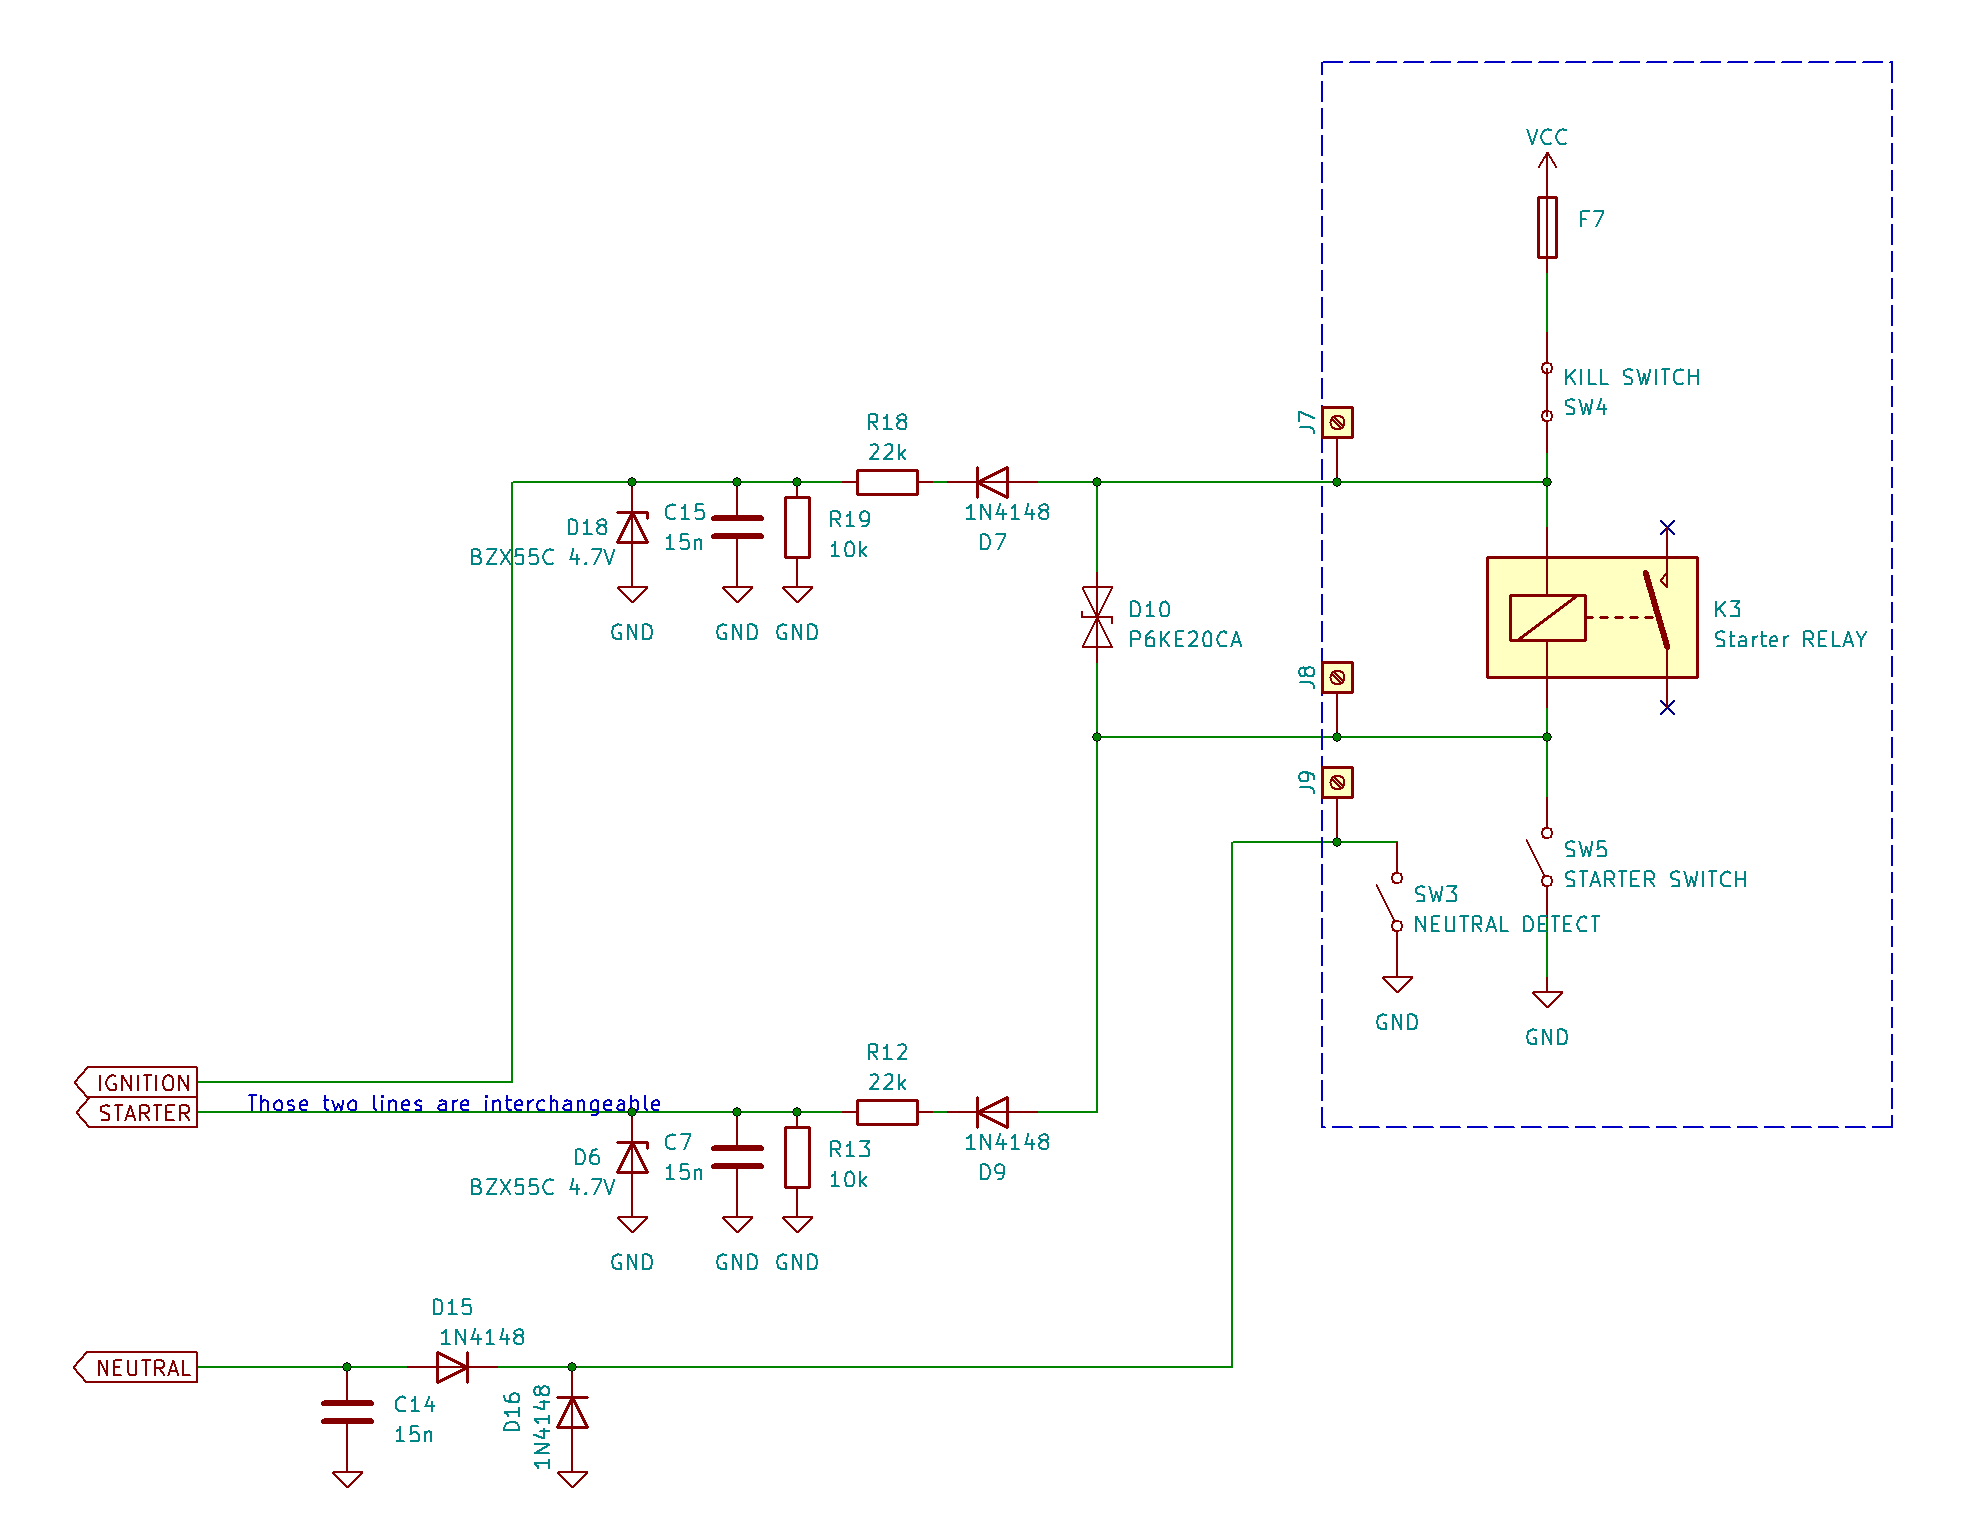 VCC
F7
KILL SWITCH
SW4
J7
R18
22k
D18
BZX55C 4.7V
C15
15n
R19
10k
1N4148
D7
GND
GND
GND
D10
P6KE20CA
K3
Starter RELAY
J8
J9
SW5
STARTER SWITCH
SW3
NEUTRAL DETECT
GND
GND
IGNITION
STARTER
Those two lines are interchangeable
R12
22k
D6
BZX55C 4.7V
C7
15n
R13
10k
1N4148
D9
GND
GND
GND
D15
1N4148
NEUTRAL
C14
15n
D16
1N4148